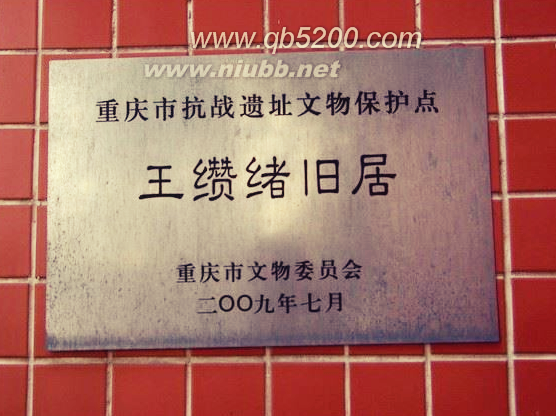 www.qb5200.com
www.niubb.net
重庆市抗战遗址文物保护点
王缵绪旧居
重庆市文物委员会
二〇〇九年七月